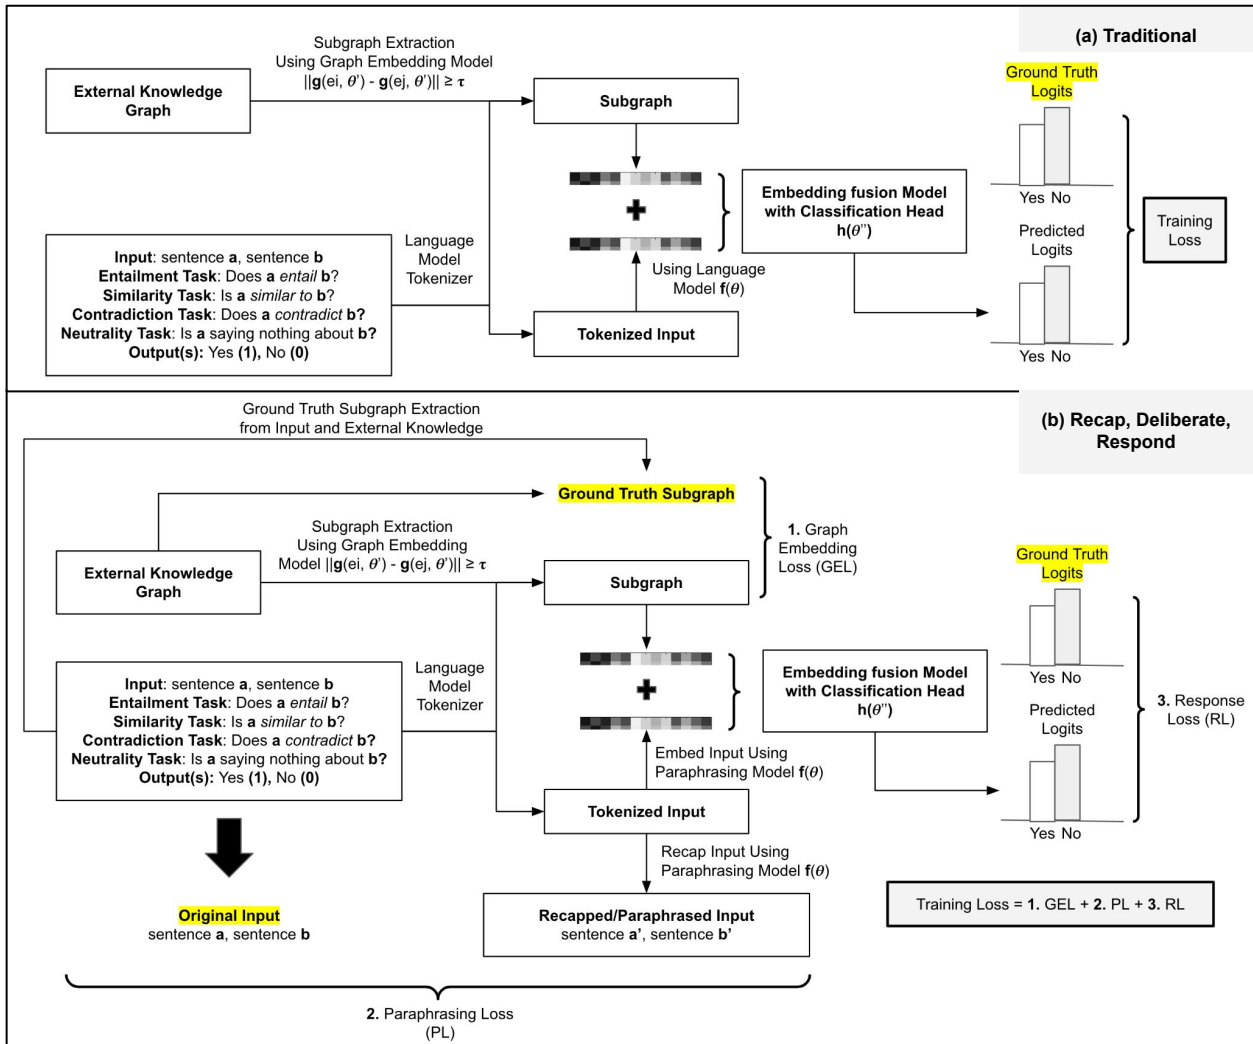 (a) Traditional
Subgraph Extraction
Using Graph Embedding Model
||g(ei, θ’) - g(ej, θ’)|| ≥ τ
External Knowledge
Graph
Subgraph
Ground Truth
Logits
Yes No
Embedding fusion Model
with Classification Head
h(θ”)
Training
Loss
Input: sentence a, sentence b
Entailment Task: Does a entail b?
Similarity Task: Is a similar to b?
Contradiction Task: Does a contradict b?
Neutrality Task: Is a saying nothing about b?
Output(s): Yes (1), No (0)
Language
Model
Tokenizer
Using Language
Model f(θ)
Tokenized Input
Predicted
Logits
Yes No
(b) Recap, Deliberate,
Respond
Ground Truth Subgraph Extraction
from Input and External Knowledge
Ground Truth Subgraph
Subgraph Extraction
Using Graph Embedding
Model ||g(ei, θ’) - g(ej, θ’)|| ≥ τ
1. Graph
Embedding
Loss (GEL)
External Knowledge
Graph
Subgraph
Ground Truth
Logits
Yes No
Input: sentence a, sentence b
Entailment Task: Does a entail b?
Similarity Task: Is a similar to b?
Contradiction Task: Does a contradict b?
Neutrality Task: Is a saying nothing about b?
Output(s): Yes (1), No (0)
Language
Model
Tokenizer
Embedding fusion Model
with Classification Head
h(θ”)
3. Response
Loss (RL)
Predicted
Logits
Yes No
Embed Input Using
Paraphrasing Model f(θ)
Tokenized Input
Recap Input Using
Paraphrasing Model f(θ)
Original Input
sentence a, sentence b
Recapped/Paraphrased Input
sentence a’, sentence b’
Training Loss = 1. GEL + 2. PL + 3. RL
2. Paraphrasing Loss
(PL)